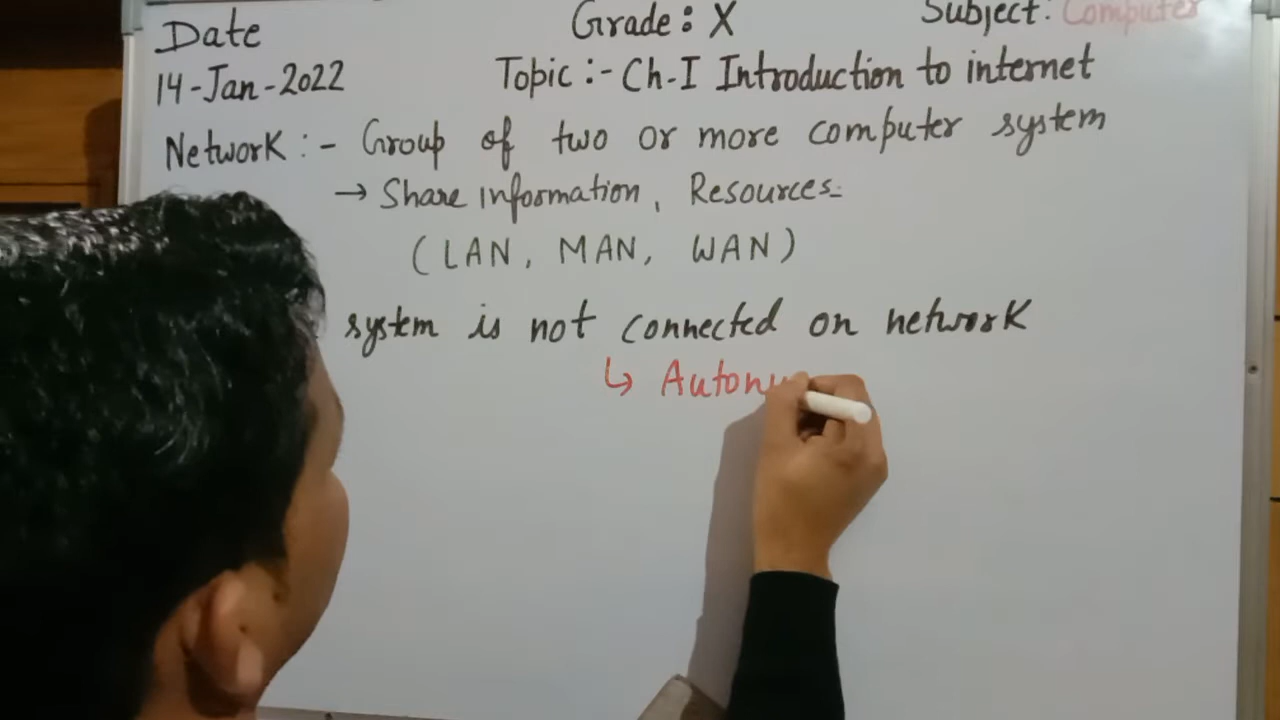 Date Grade : X Subject: Computer
14-Jan-2022 Topic :- Ch-I Introduction to internet
Network :- Group of two or more computer system
→ Share information, Resources.
(LAN, MAN, WAN)
system is not connected on network
↳